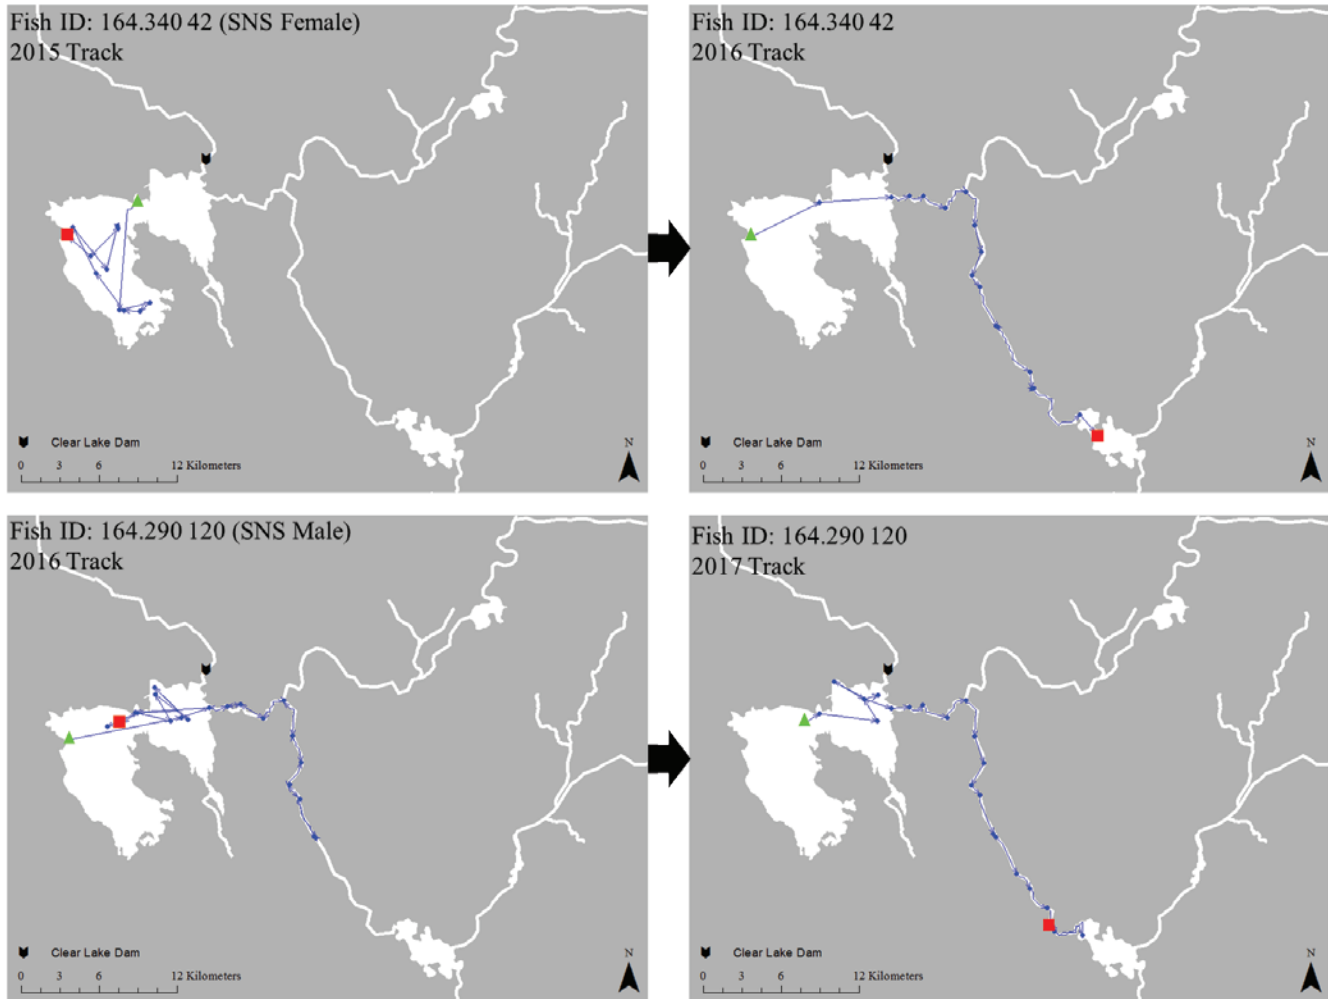 Fish ID: 164.340 42 (SNS Female)
2015 Track
Clear Lake Dam
0 3 6 12 Kilometers
N
Fish ID: 164.340 42
2016 Track
Clear Lake Dam
0 3 6 12 Kilometers
N
Fish ID: 164.290 120 (SNS Male)
2016 Track
Clear Lake Dam
0 3 6 12 Kilometers
N
Fish ID: 164.290 120
2017 Track
Clear Lake Dam
0 3 6 12 Kilometers
N